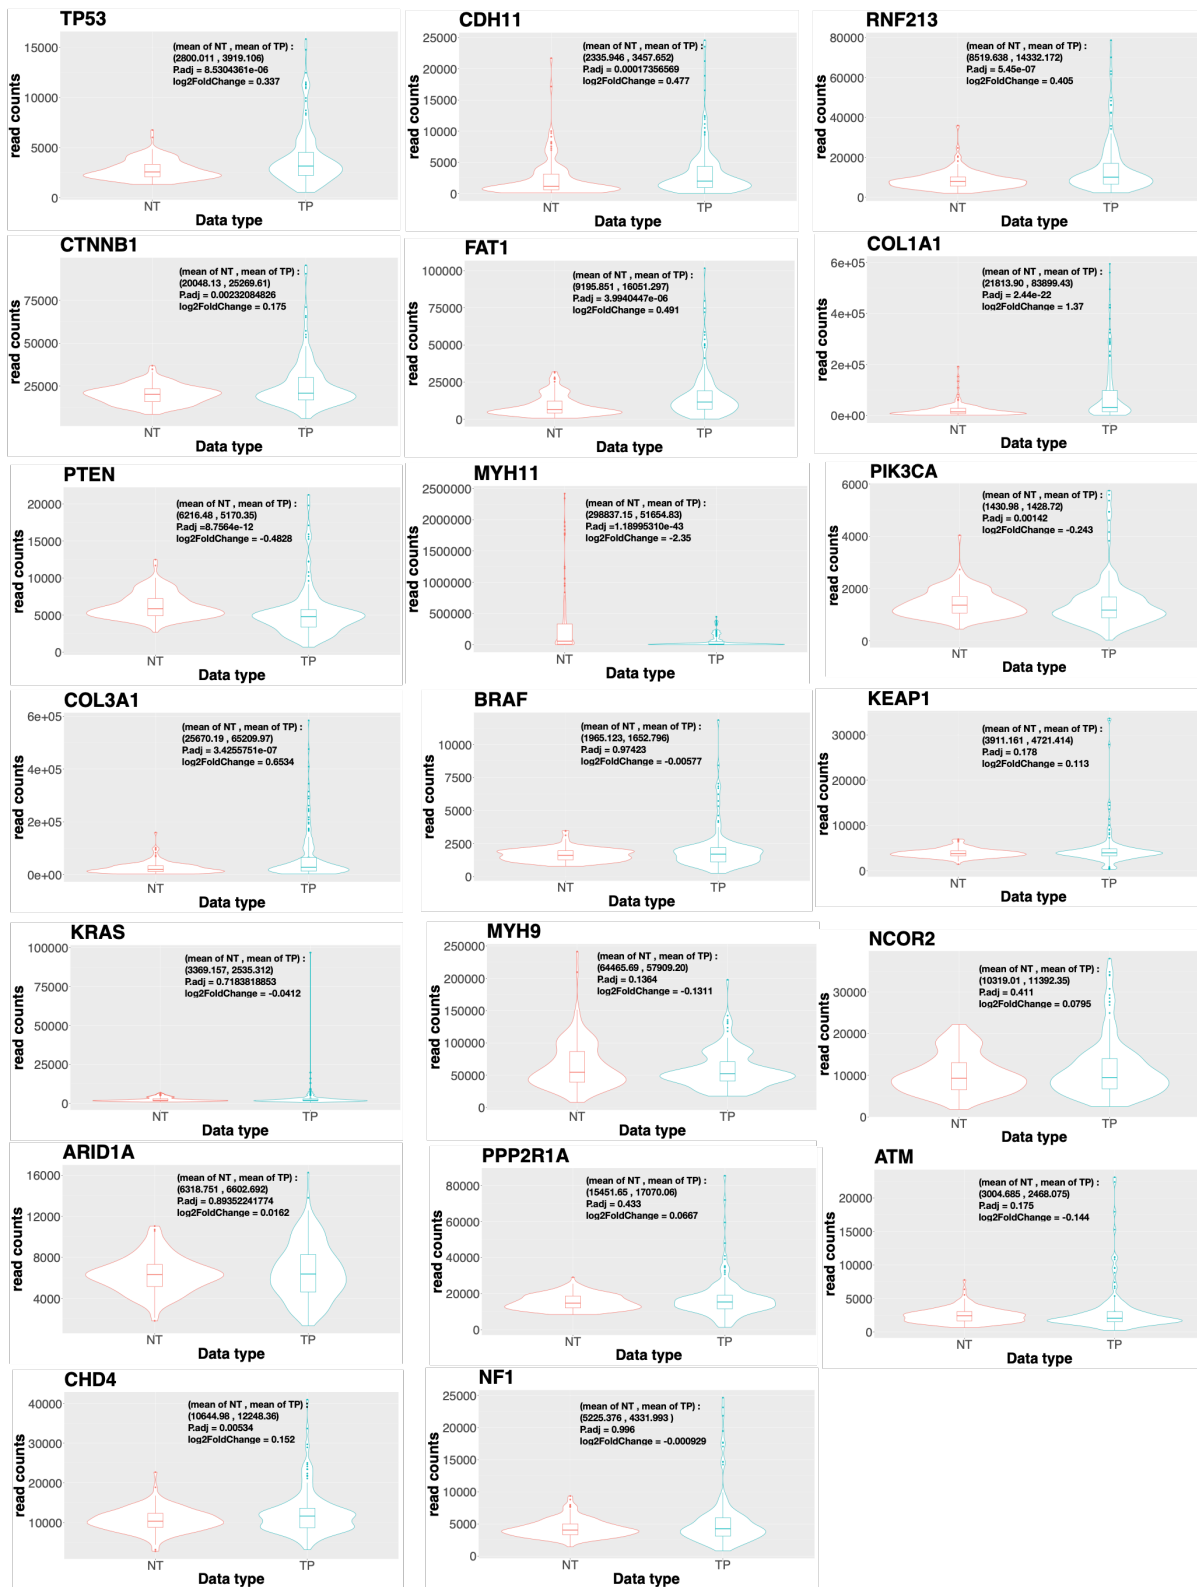 TP53
(mean of NT , mean of TP) :
(2800.011 , 3919.106)
P.adj = 8.5304361e-06
log2FoldChange = 0.337
15000
10000
5000
0
read counts
NT
TP
Data type
CDH11
(mean of NT , mean of TP) :
(2335.946 , 3457.652)
P.adj = 0.00017356569
log2FoldChange = 0.477
25000
20000
15000
10000
5000
0
read counts
NT
TP
Data type
RNF213
(mean of NT , mean of TP) :
(8519.638 , 14332.172)
P.adj = 5.45e-07
log2FoldChange = 0.405
80000
60000
40000
20000
0
read counts
NT
TP
Data type
CTNNB1
(mean of NT , mean of TP) :
(20048.13 , 25269.61)
P.adj = 0.00232084826
log2FoldChange = 0.175
75000
50000
25000
read counts
NT
TP
Data type
FAT1
(mean of NT , mean of TP) :
(9195.851 , 16051.297)
P.adj = 3.9940447e-06
log2FoldChange = 0.491
100000
75000
50000
25000
0
read counts
NT
TP
Data type
COL1A1
(mean of NT , mean of TP) :
(21813.90 , 83899.43)
P.adj = 2.44e-22
log2FoldChange = 1.37
6e+05
4e+05
2e+05
0e+00
read counts
NT
TP
Data type
PTEN
(mean of NT , mean of TP) :
(6216.48 , 5170.35)
P.adj =8.7564e-12
log2FoldChange = -0.4828
20000
15000
10000
5000
0
read counts
NT
TP
Data type
MYH11
(mean of NT , mean of TP) :
(298837.15 , 51654.83)
P.adj =1.18995310e-43
log2FoldChange = -2.35
2500000
2000000
1500000
1000000
500000
0
read counts
NT
TP
Data type
PIK3CA
(mean of NT , mean of TP) :
(1430.98 , 1428.72)
P.adj = 0.00142
log2FoldChange = -0.243
6000
4000
2000
0
read counts
NT
TP
Data type
COL3A1
(mean of NT , mean of TP) :
(25670.19 , 65209.97)
P.adj = 3.4255751e-07
log2FoldChange = 0.6534
6e+05
4e+05
2e+05
0e+00
read counts
NT
TP
Data type
BRAF
(mean of NT , mean of TP) :
(1965.123, 1652.796)
P.adj = 0.97423
log2FoldChange = -0.00577
10000
7500
5000
2500
0
read counts
NT
TP
Data type
KEAP1
(mean of NT , mean of TP) :
(3911.161 , 4721.414)
P.adj = 0.178
log2FoldChange = 0.113
30000
20000
10000
0
read counts
NT
TP
Data type
KRAS
(mean of NT , mean of TP) :
(3369.157, 2535.312)
P.adj = 0.7183818853
log2FoldChange = -0.0412
100000
75000
50000
25000
0
read counts
NT
TP
Data type
MYH9
(mean of NT , mean of TP) :
(64465.69 , 57909.20)
P.adj = 0.1364
log2FoldChange = -0.1311
250000
200000
150000
100000
50000
0
read counts
NT
TP
Data type
NCOR2
(mean of NT , mean of TP) :
(10319.01 , 11392.35)
P.adj = 0.411
log2FoldChange = 0.0795
30000
20000
10000
0
read counts
NT
TP
Data type
ARID1A
(mean of NT , mean of TP) :
(6318.751 , 6602.692)
P.adj = 0.89352241774
log2FoldChange = 0.0162
16000
12000
8000
4000
read counts
NT
TP
Data type
PPP2R1A
(mean of NT , mean of TP) :
(15451.65 , 17070.06)
P.adj = 0.433
log2FoldChange = 0.0667
80000
60000
40000
20000
0
read counts
NT
TP
Data type
ATM
(mean of NT , mean of TP) :
(3004.685 , 2468.075)
P.adj = 0.175
log2FoldChange = -0.144
20000
15000
10000
5000
0
read counts
NT
TP
Data type
CHD4
(mean of NT , mean of TP) :
(10644.98 , 12248.36)
P.adj = 0.00534
log2FoldChange = 0.152
40000
30000
20000
10000
read counts
NT
TP
Data type
NF1
(mean of NT , mean of TP) :
(5225.376 , 4331.993 )
P.adj = 0.996
log2FoldChange = -0.000929
25000
20000
15000
10000
5000
0
read counts
NT
TP
Data type